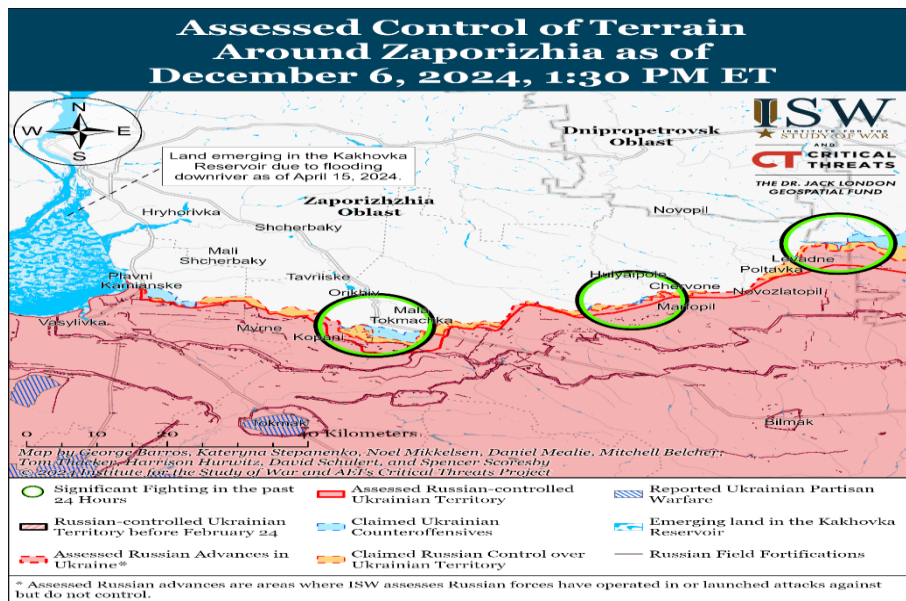 Assessed Control of Terrain
Around Zaporizhia as of
December 6, 2024, 1:30 PM ET
N
W E
S
Land emerging in the Kakhovka
Reservoir due to flooding
downriver as of April 15, 2024.
ISW
INSTITUTE FOR THE
STUDY OF WAR
AND
CT CRITICAL
THREATS
THE DR. JACK LONDON
GEOSPATIAL FUND
Dnipropetrovsk
Oblast
Zaporizhzhia
Oblast
Hryhorivka
Novopil
Shcherbaky
Mali
Shcherbaky
Levadne
Plavni
Kamianske
Tavriiske
Huliaipole
Poltavka
Chervone
Orikhiv
Novozlatopil
Mala
Tokmachka
Marfopil
Vasylivka
Myrne
Kopani
Tokmak
Bilmak
0 10 20 40 Kilometers
Map by George Barros, Kateryna Stepanenko, Noel Mikkelsen, Daniel Mealie, Mitchell Belcher,
Tom Thacker, Harrison Hurwitz, David Schulert, and Spencer Scoresby
© 2024 Institute for the Study of War and AEI's Critical Threats Project
Significant Fighting in the past
24 Hours
Assessed Russian-controlled
Ukrainian Territory
Reported Ukrainian Partisan
Warfare
Russian-controlled Ukrainian
Territory before February 24
Claimed Ukrainian
Counteroffensives
Emerging land in the Kakhovka
Reservoir
Assessed Russian Advances in
Ukraine*
Claimed Russian Control over
Ukrainian Territory
Russian Field Fortifications
* Assessed Russian advances are areas where ISW assesses Russian forces have operated in or launched attacks against
but do not control.